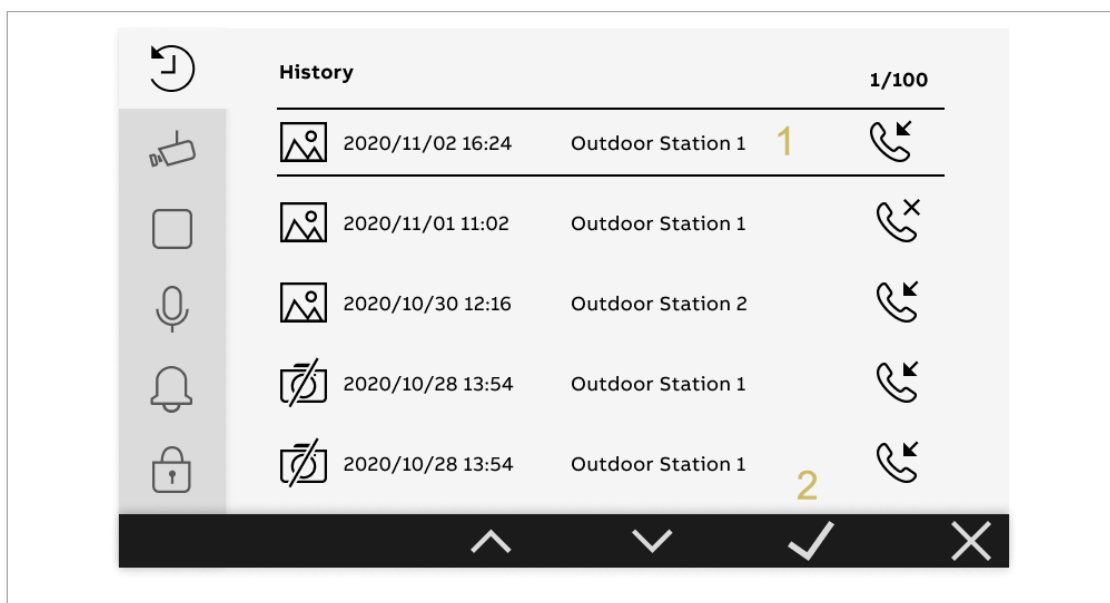 History 1/100
2020/11/02 16:24 Outdoor Station 1 1
2020/11/01 11:02 Outdoor Station 1
2020/10/30 12:16 Outdoor Station 2
2020/10/28 13:54 Outdoor Station 1
2020/10/28 13:54 Outdoor Station 1
2